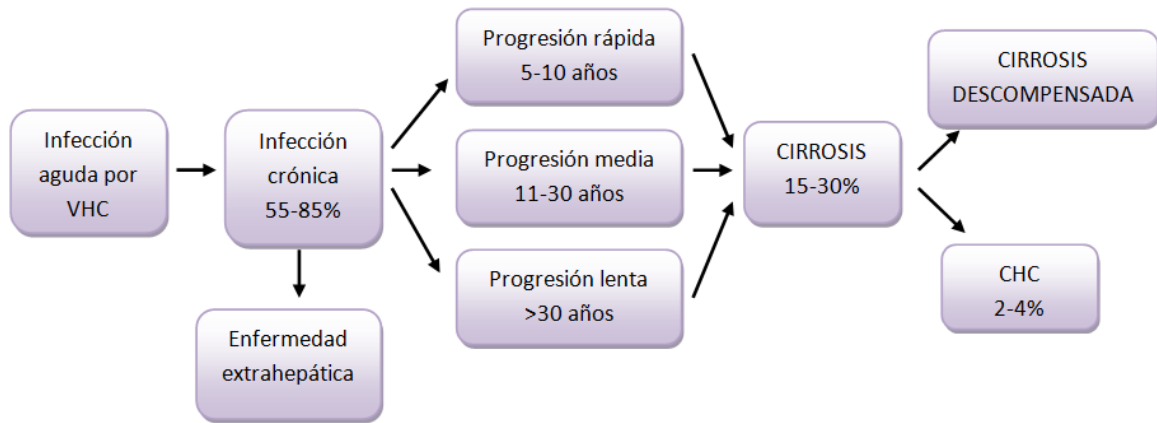 Infección
aguda por
VHC
Infección
crónica
55-85%
Enfermedad
extrahepática
Progresión rápida
5-10 años
Progresión media
11-30 años
Progresión lenta
>30 años
CIRROSIS
15-30%
CIRROSIS
DESCOMPENSADA
CHC
2-4%